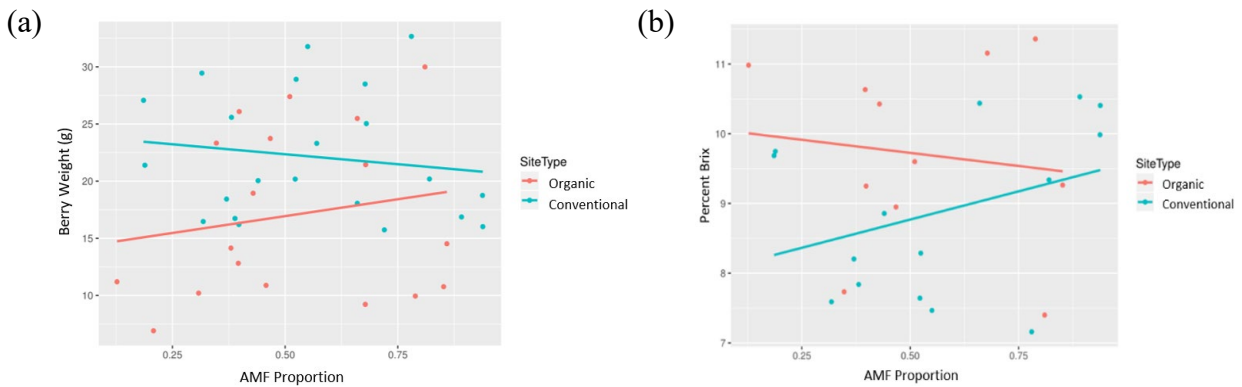 (a)
30
25
20
15
10
Berry Weight (g)
0.25 0.50 0.75
AMF Proportion
SiteType
Organic
Conventional
(b)
11
10
9
8
7
Percent Brix
0.25 0.50 0.75
AMF Proportion
SiteType
Organic
Conventional